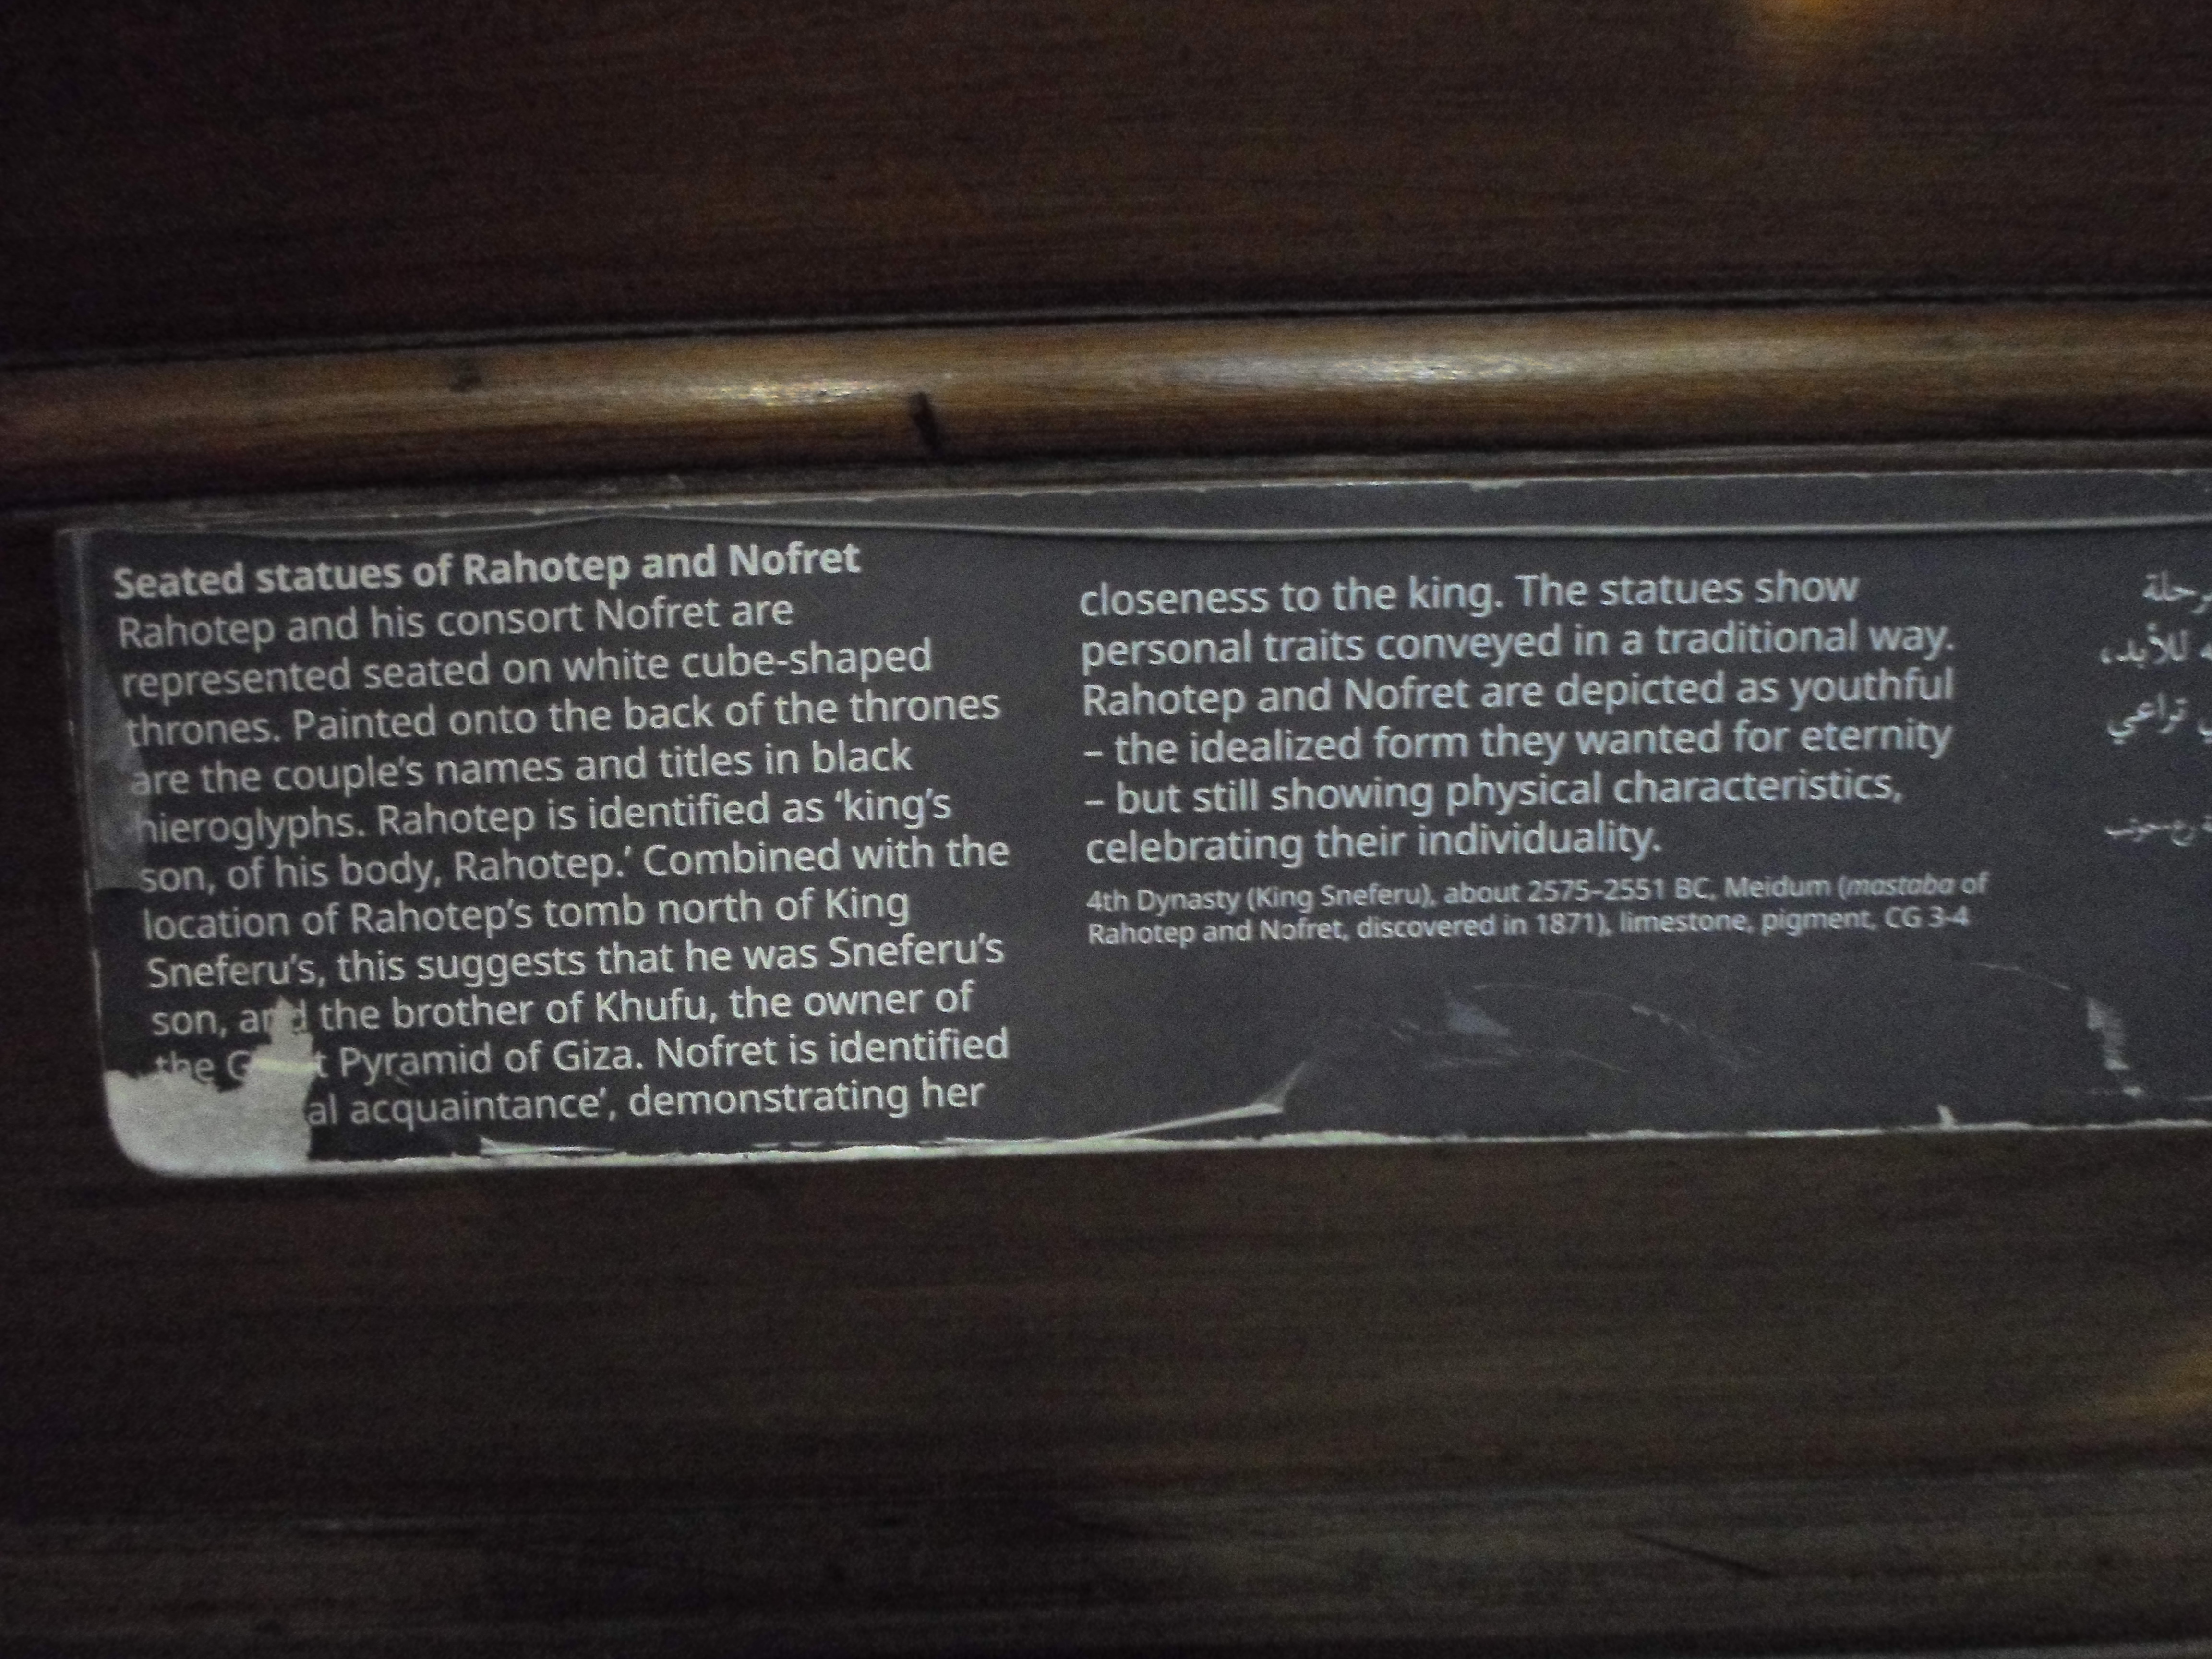 Seated statues of Rahotep and Nofret
Rahotep and his consort Nofret are
represented seated on white cube-shaped
thrones. Painted onto the back of the thrones
are the couple's names and titles in black
hieroglyphs. Rahotep is identified as ‘king's
son, of his body, Rahotep.’ Combined with the
location of Rahotep's tomb north of King
Sneferu's, this suggests that he was Sneferu's
son, and the brother of Khufu, the owner of
the Pyramid of Giza. Nofret is identified
acquaintance’, demonstrating her
closeness to the king. The statues show
personal traits conveyed in a traditional way.
Rahotep and Nofret are depicted as youthful
– the idealized form they wanted for eternity
– but still showing physical characteristics,
celebrating their individuality.
4th Dynasty (King Sneferu), about 2575–2551 BC, Meidum (mastaba of
Rahotep and Nofret, discovered in 1871), limestone, pigment, CG 3-4
للأبد،
تراعي